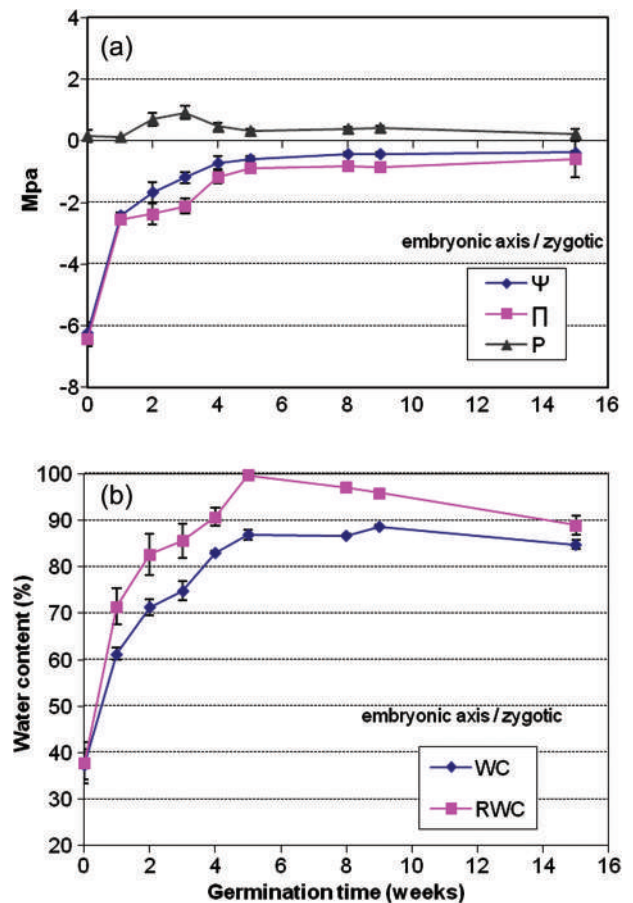 (a)
4
2
0
-2
-4
-6
-8
Mpa
embryonic axis / zygotic
Ψ
∏
P
0 2 4 6 8 10 12 14 16
(b)
100
90
80
70
60
50
40
30
20
Water content (%)
embryonic axis / zygotic
WC
RWC
0 2 4 6 8 10 12 14 16
Germination time (weeks)